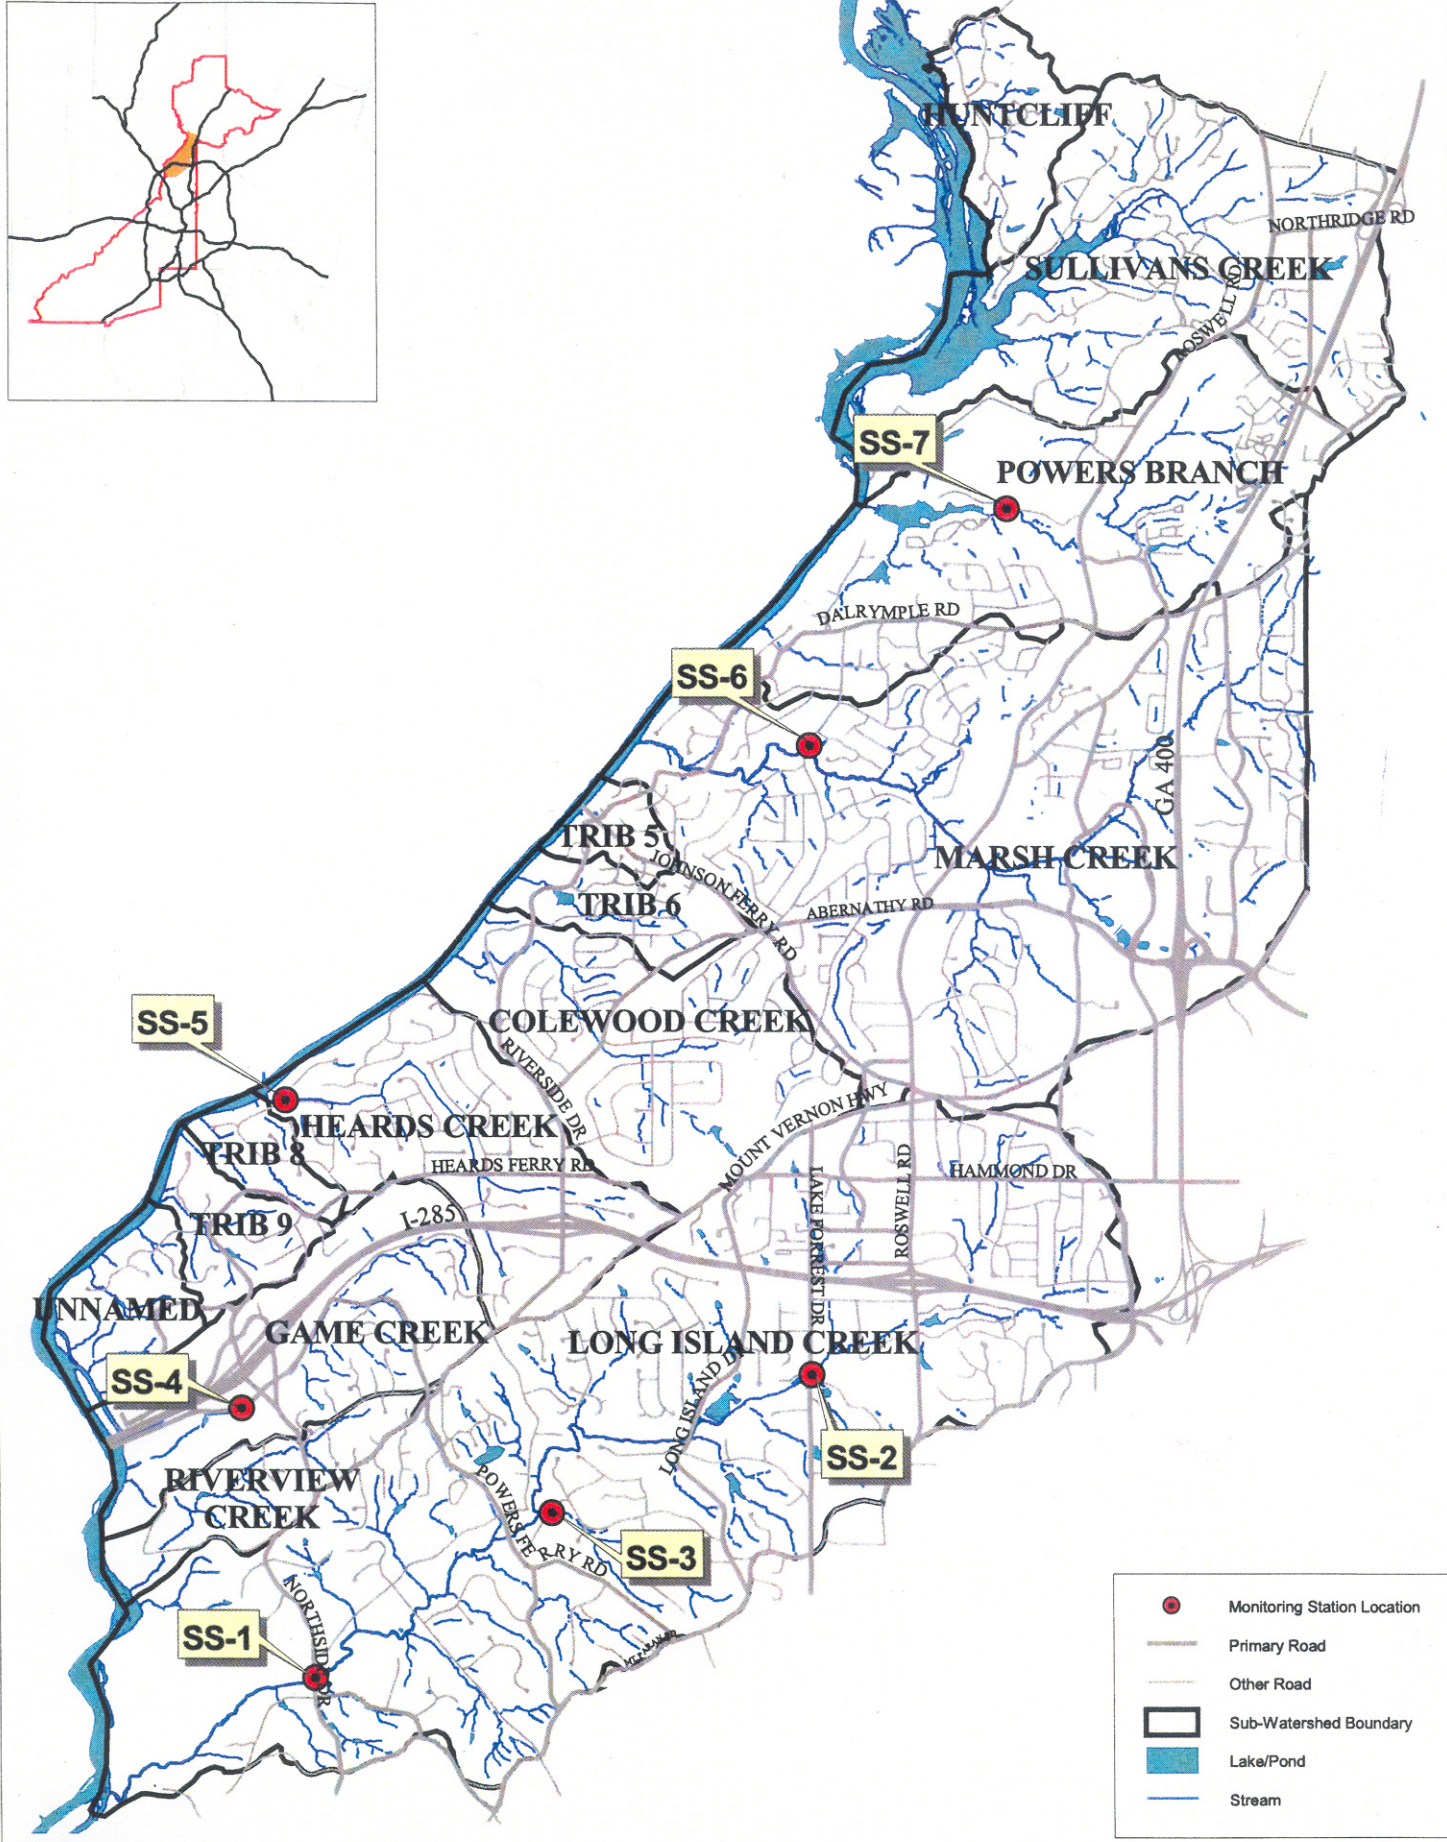 HUNTCLIFF
NORTHRIDGE RD
SULLIVANS CREEK
ROSWELL RD
SS-7
POWERS BRANCH
DALRYMPLE RD
SS-6
GA 400
TRIB 5
JOHNSON FERRY RD
MARSH CREEK
TRIB 6
ABERNATHY RD
SS-5
COLEWOOD CREEK
RIVERSIDE DR
HEARDS CREEK
MOUNT VERNON HWY
TRIB 8
HEARDS FERRY RD
LAKE FORREST DR
ROSWELL RD
HAMMOND DR
TRIB 9
I-285
UNNAMED
GAME CREEK
LONG ISLAND CREEK
SS-4
LONG ISLAND DR
SS-2
RIVERVIEW
CREEK
POWERS FERRY RD
SS-3
NORTHSIDE DR
SS-1
MT PARAN RD
Monitoring Station Location
Primary Road
Other Road
Sub-Watershed Boundary
Lake/Pond
Stream